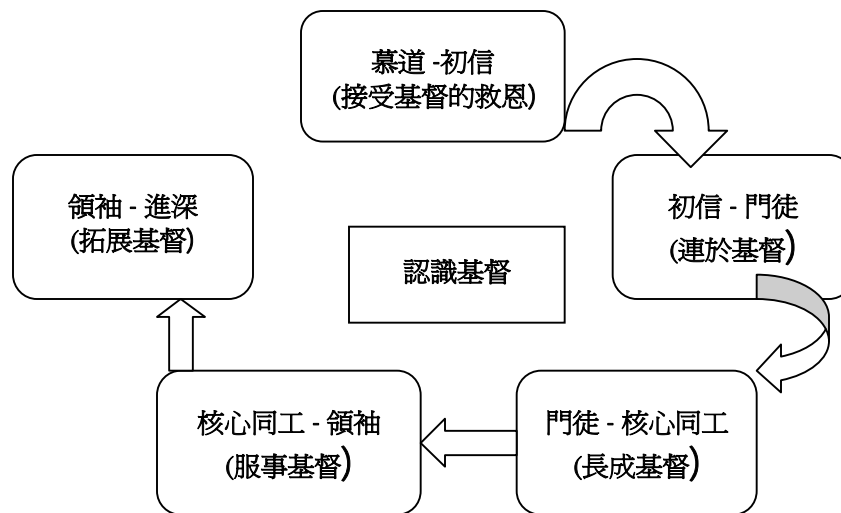 慕道 -初信
(接受基督的救恩)
初信 - 門徒
(連於基督)
門徒 - 核心同工
(長成基督)
核心同工 - 領袖
(服事基督)
領袖 - 進深
(拓展基督)
認識基督